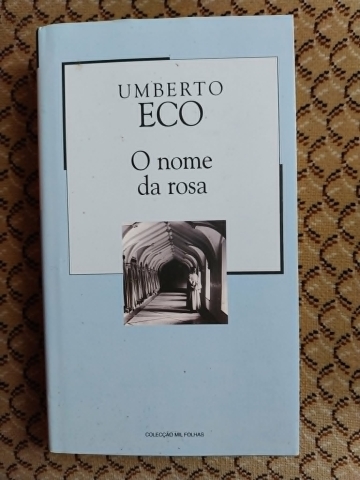 UMBERTO
ECO
O nome
da rosa
COLECÇÃO MIL FOLHAS